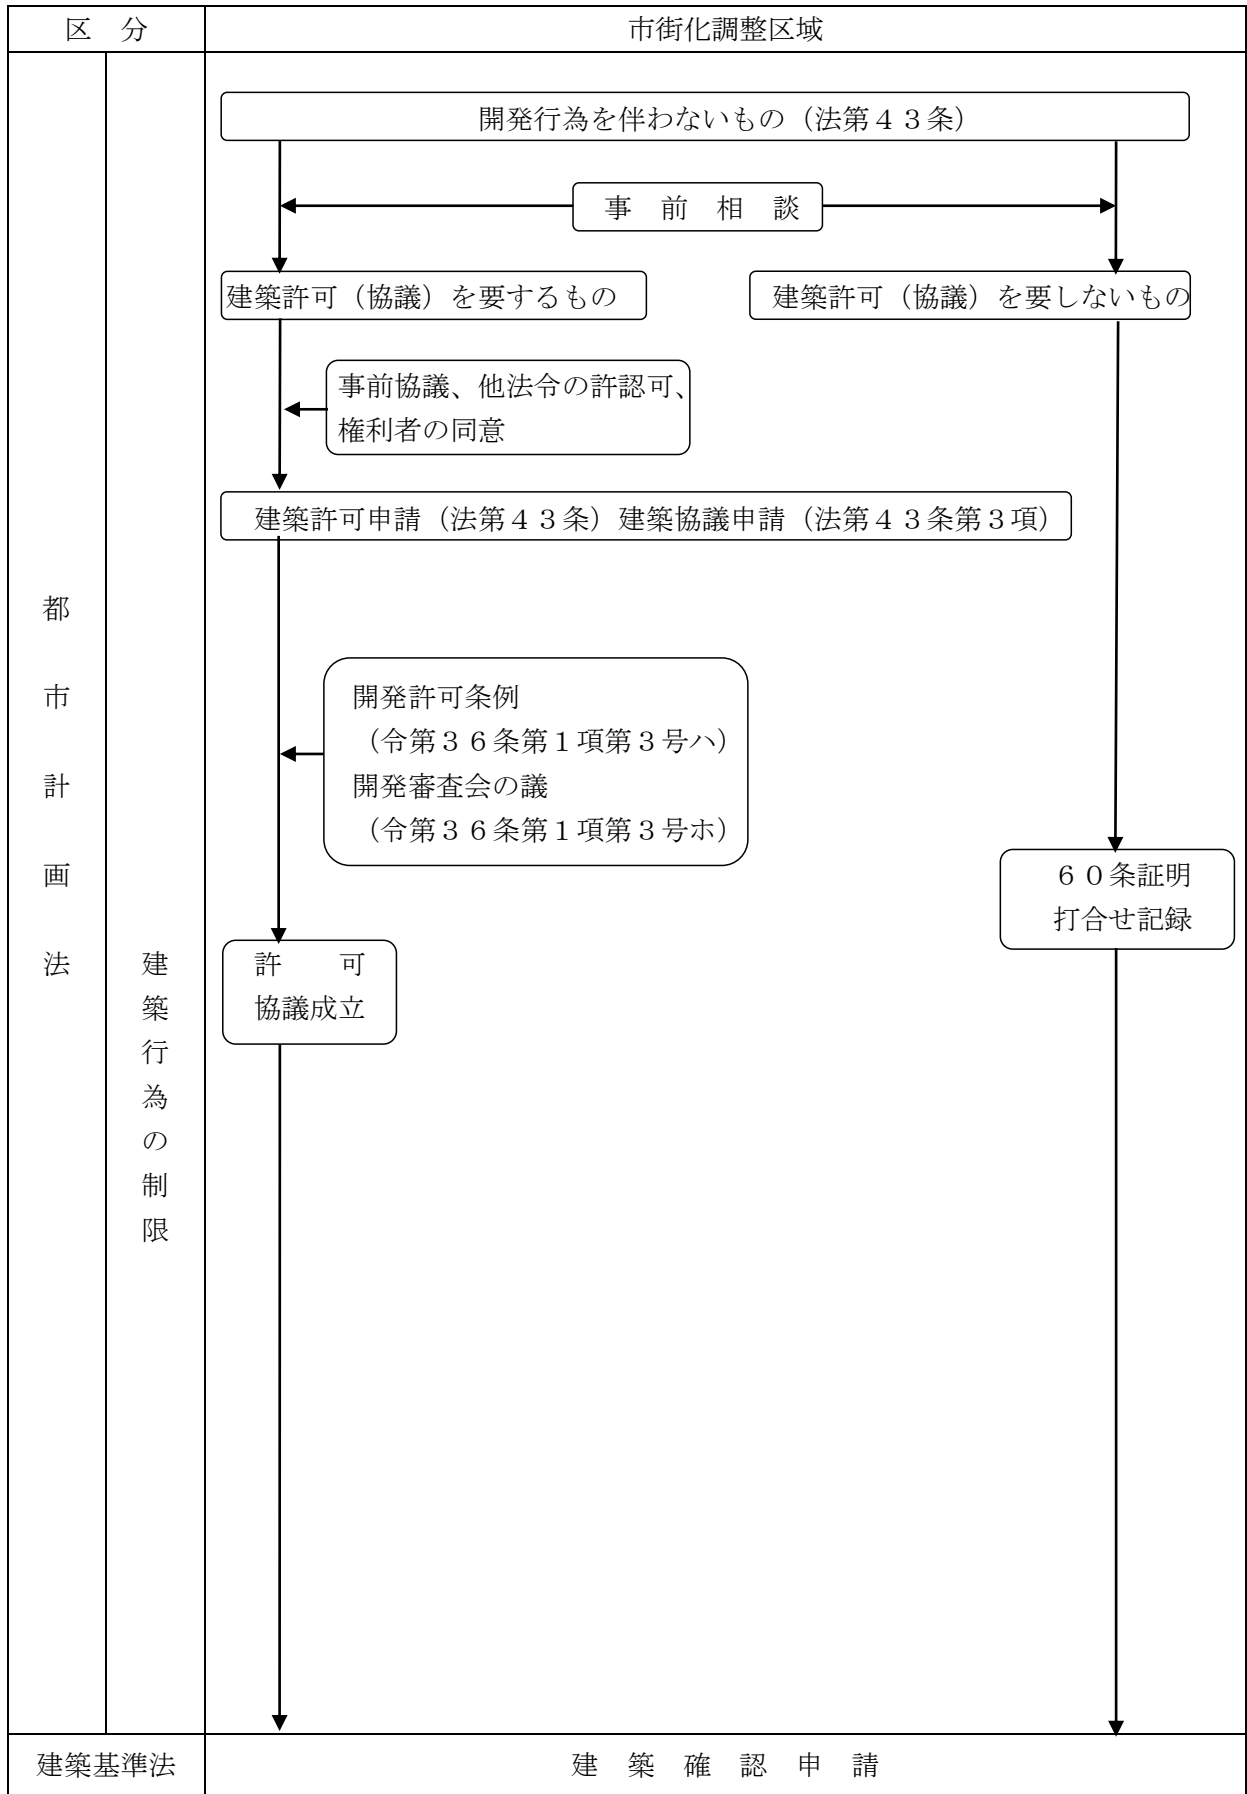 区　分
市街化調整区域
開発行為を伴わないもの（法第４３条）
事　前　相　談
建築許可（協議）を要するもの
建築許可（協議）を要しないもの
事前協議、他法令の許認可、
権利者の同意
建築許可申請（法第４３条）建築協議申請（法第４３条第３項）
都市計画法
開発許可条例
（令第３６条第１項第３号ハ）
開発審査会の議
（令第３６条第１項第３号ホ）
６０条証明
打合せ記録
建築行為の制限
許　　可
協議成立
建築基準法
建　築　確　認　申　請